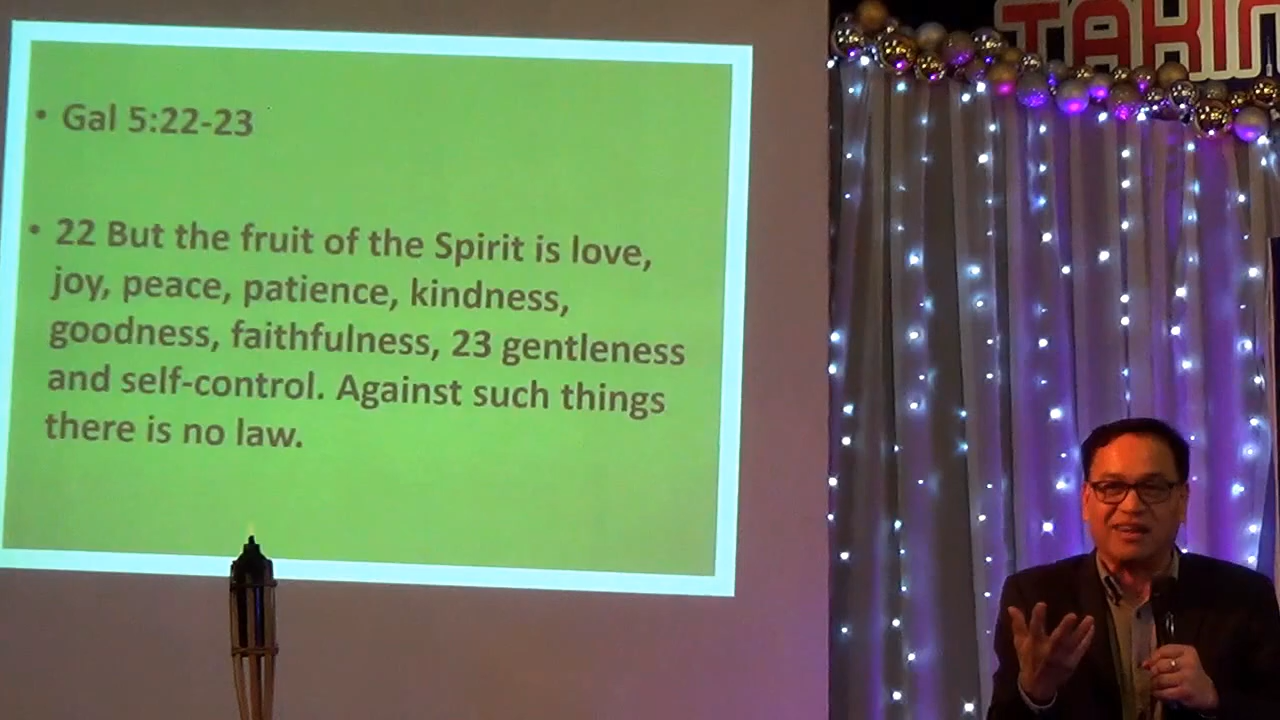 TAKIN
• Gal 5:22-23
• 22 But the fruit of the Spirit is love,
joy, peace, patience, kindness,
goodness, faithfulness, 23 gentleness
and self-control. Against such things
there is no law.